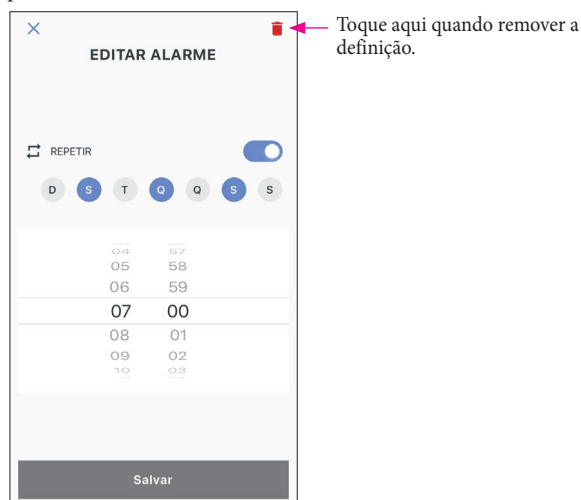 Toque aqui quando remover a
definição.
EDITAR ALARME
REPETIR
D S T Q Q S S
04 57
05 58
06 59
07 00
08 01
09 02
10 03
Salvar